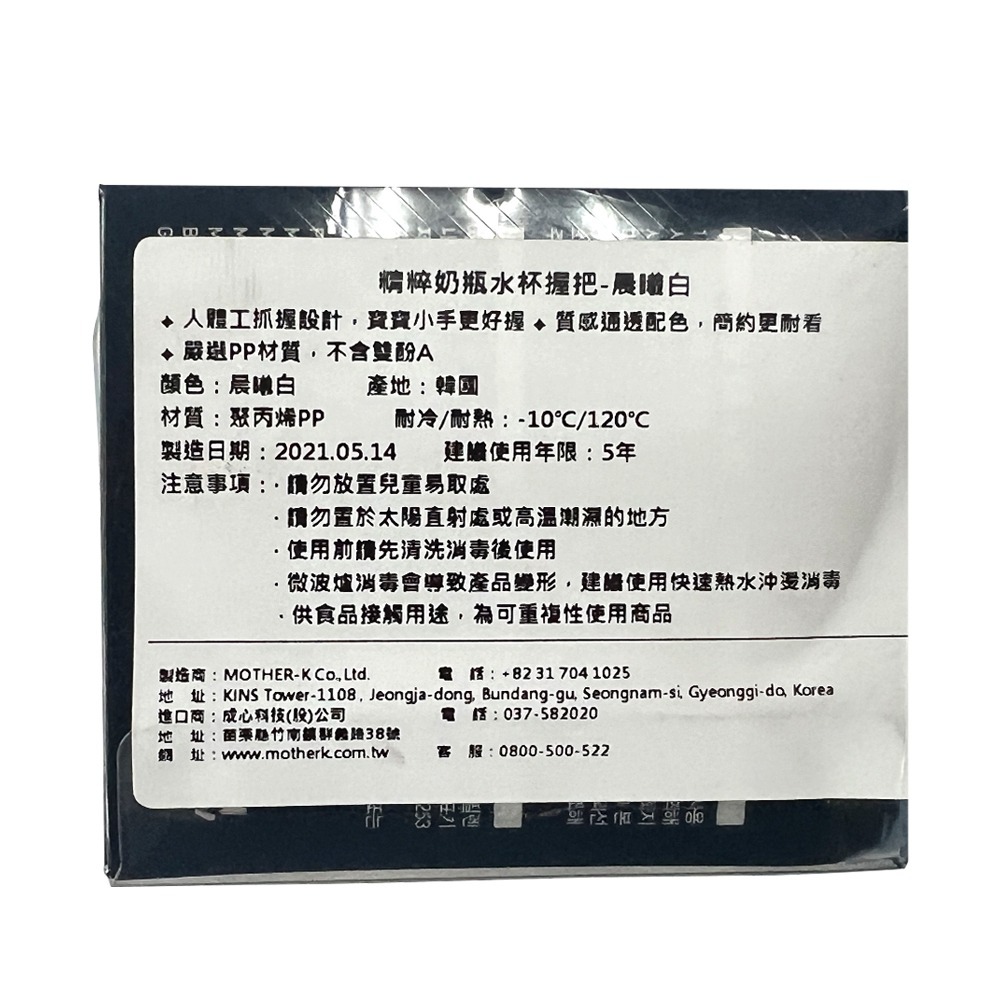 精粹奶瓶水杯握把-晨曦白
◆ 人體工抓握設計，寶寶小手更好握 ◆ 質感通透配色，簡約更耐看
◆ 嚴選PP材質，不含雙酚A
顏色：晨曦白 產地：韓國
材質：聚丙烯PP 耐冷/耐熱：-10℃/120℃
製造日期：2021.05.14 建議使用年限：5年
注意事項：· 請勿放置兒童易取處
· 請勿置於太陽直射處或高溫潮濕的地方
· 使用前請先清洗消毒後使用
· 微波爐消毒會導致產品變形，建議使用快速熱水沖燙消毒
· 供食品接觸用途，為可重複性使用商品
製造商：MOTHER-K Co., Ltd. 電 話：+82 31 704 1025
地 址：KINS Tower-1108, Jeongja-dong, Bundang-gu, Seongnam-si, Gyeonggi-do, Korea
進口商：成心科技(股)公司 電 話：037-582020
地 址：苗栗縣竹南鎮群義路38號
網 址：www.motherk.com.tw 客 服：0800-500-522